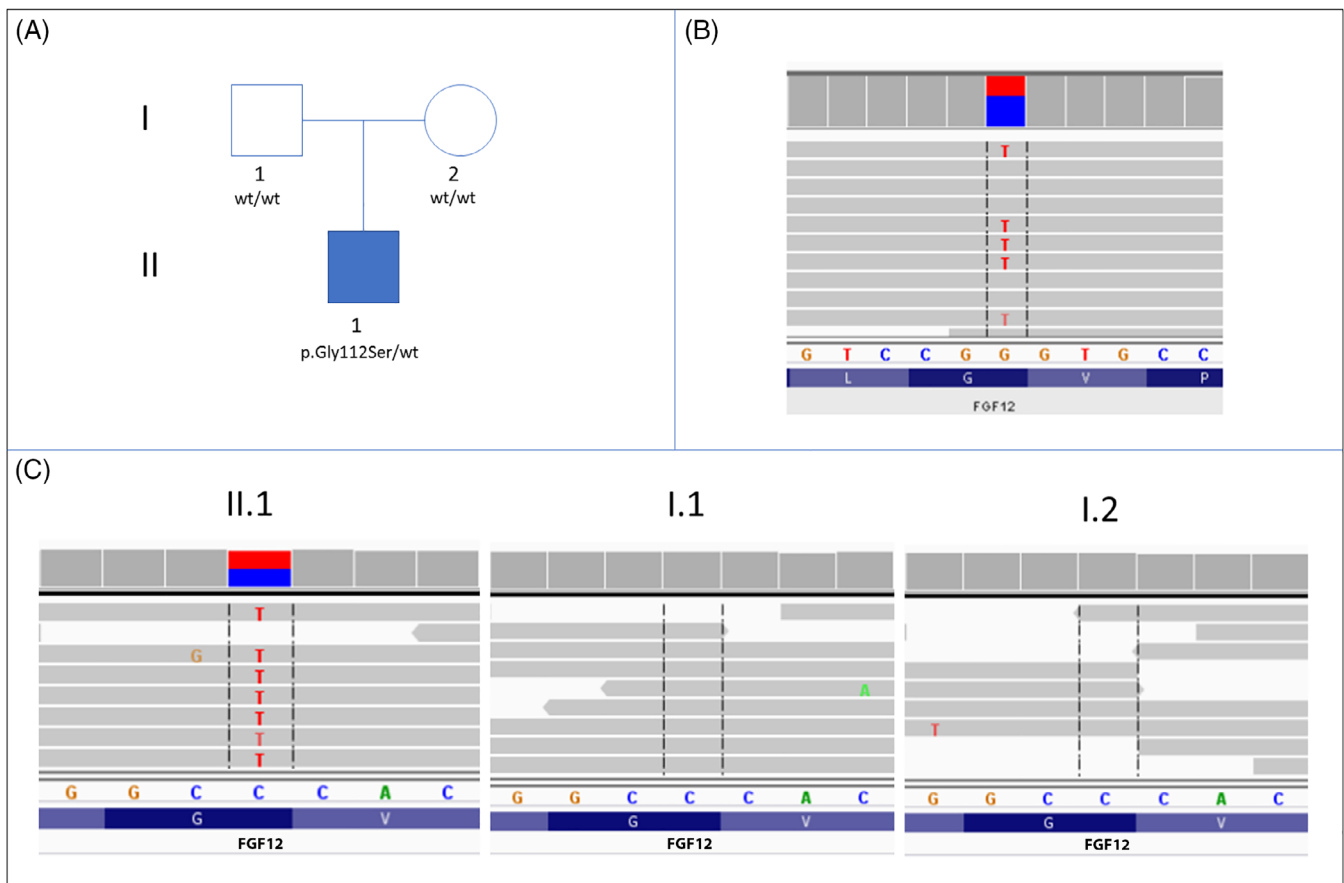 (A)
I
1
wt/wt
2
wt/wt
II
1
p.Gly112Ser/wt
(B)
T
T
T
T
T
G T C C G G G T G C C
L G V P
FGF12
(C)
II.1
T
G T
T
T
T
T
T
G G C C C A C
G V
FGF12
I.1
A
G G C C C A C
G V
FGF12
I.2
T
G G C C C A C
G V
FGF12